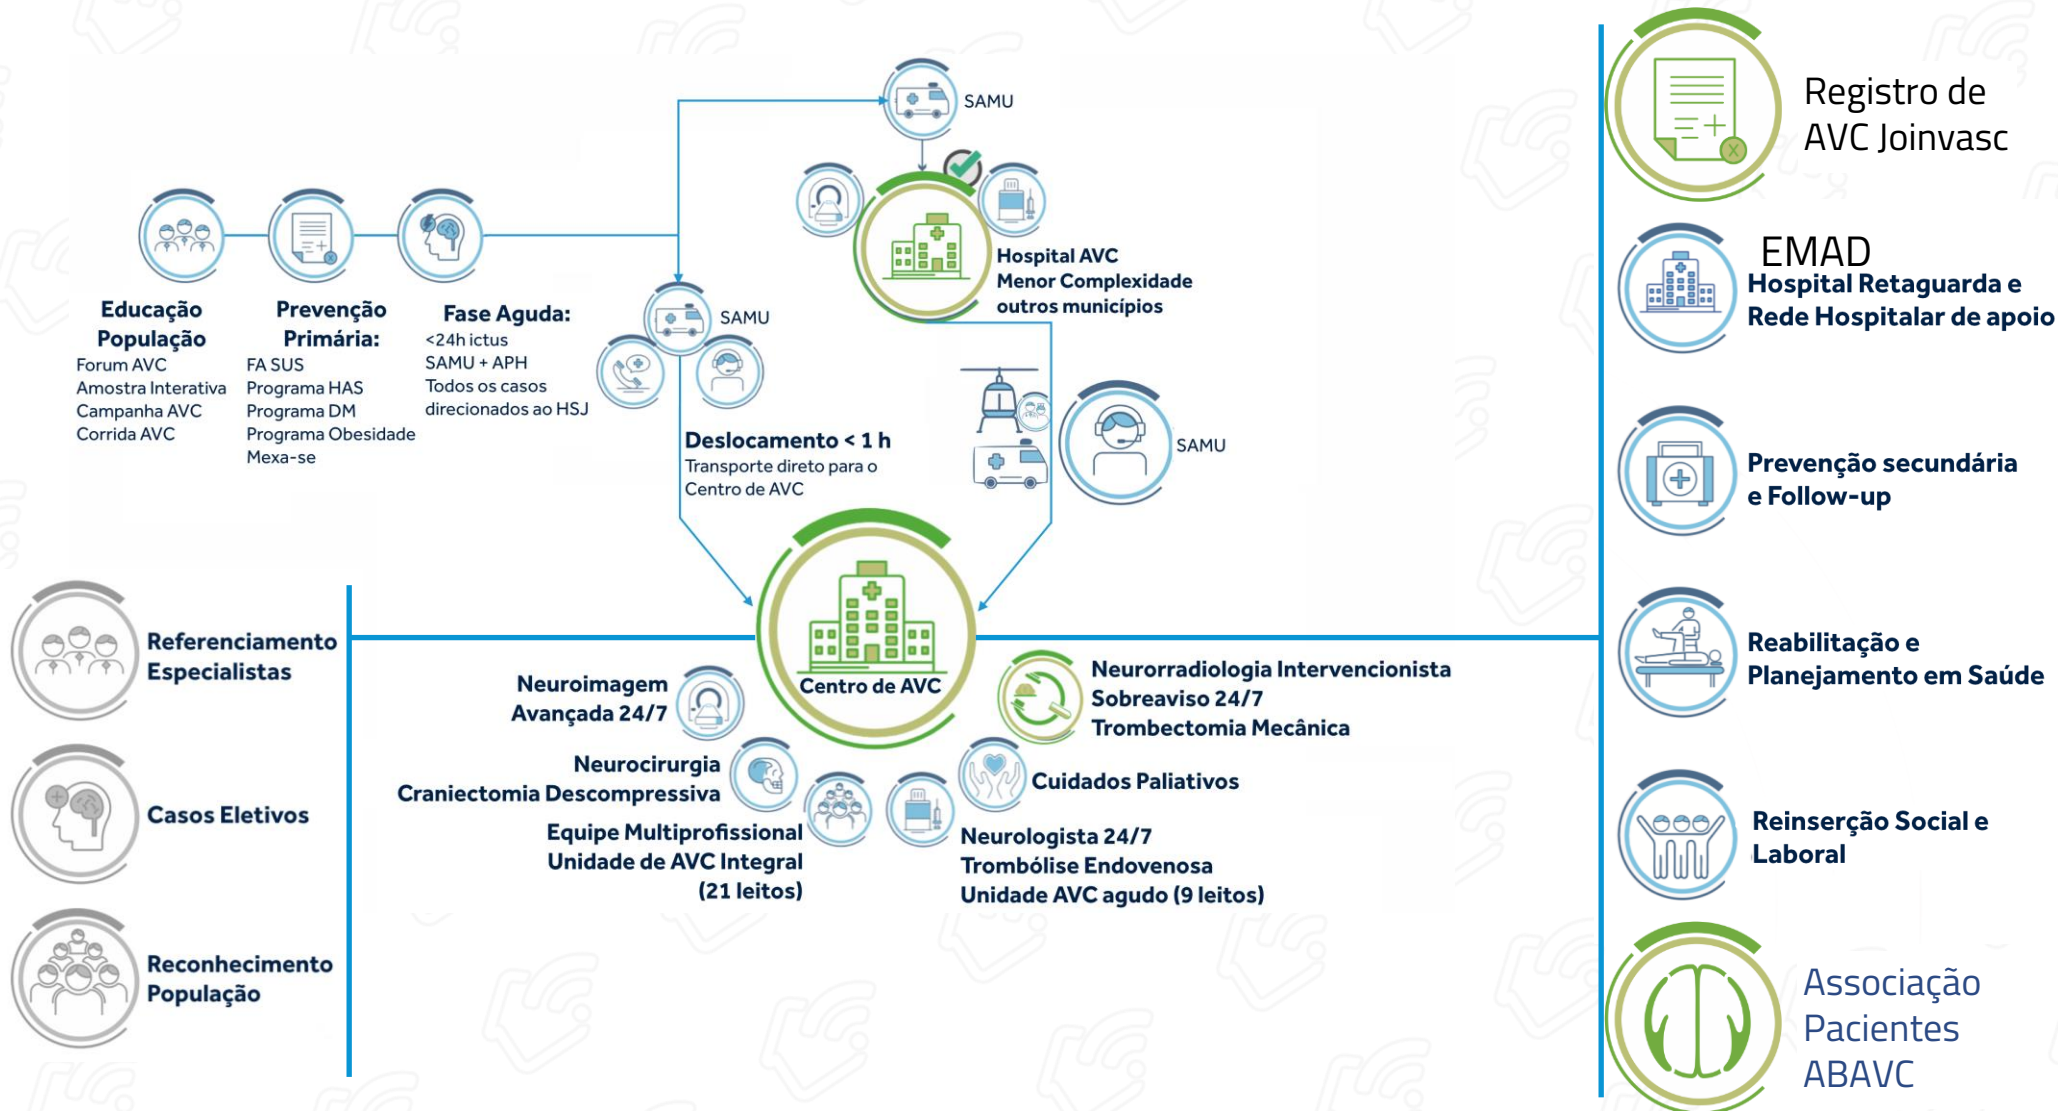 SAMU
Hospital AVC
Menor Complexidade
outros municípios
Educação
População
Forum AVC
Amostra Interativa
Campanha AVC
Corrida AVC
Prevenção
Primária:
FA SUS
Programa HAS
Programa DM
Programa Obesidade
Mexa-se
Fase Aguda:
<24h ictus
SAMU + APH
Todos os casos
direcionados ao HSJ
SAMU
Deslocamento < 1 h
Transporte direto para o
Centro de AVC
SAMU
Centro de AVC
Referenciamento
Especialistas
Casos Eletivos
Reconhecimento
População
Neuroimagem
Avançada 24/7
Neurocirurgia
Craniectomia Descompressiva
Equipe Multiprofissional
Unidade de AVC Integral
(21 leitos)
Neurorradiologia Intervencionista
Sobreaviso 24/7
Trombectomia Mecânica
Cuidados Paliativos
Neurologista 24/7
Trombólise Endovenosa
Unidade AVC agudo (9 leitos)
Registro de
AVC Joinvasc
EMAD
Hospital Retaguarda e
Rede Hospitalar de apoio
Prevenção secundária
e Follow-up
Reabilitação e
Planejamento em Saúde
Reinserção Social e
Laboral
Associação
Pacientes
ABAVC